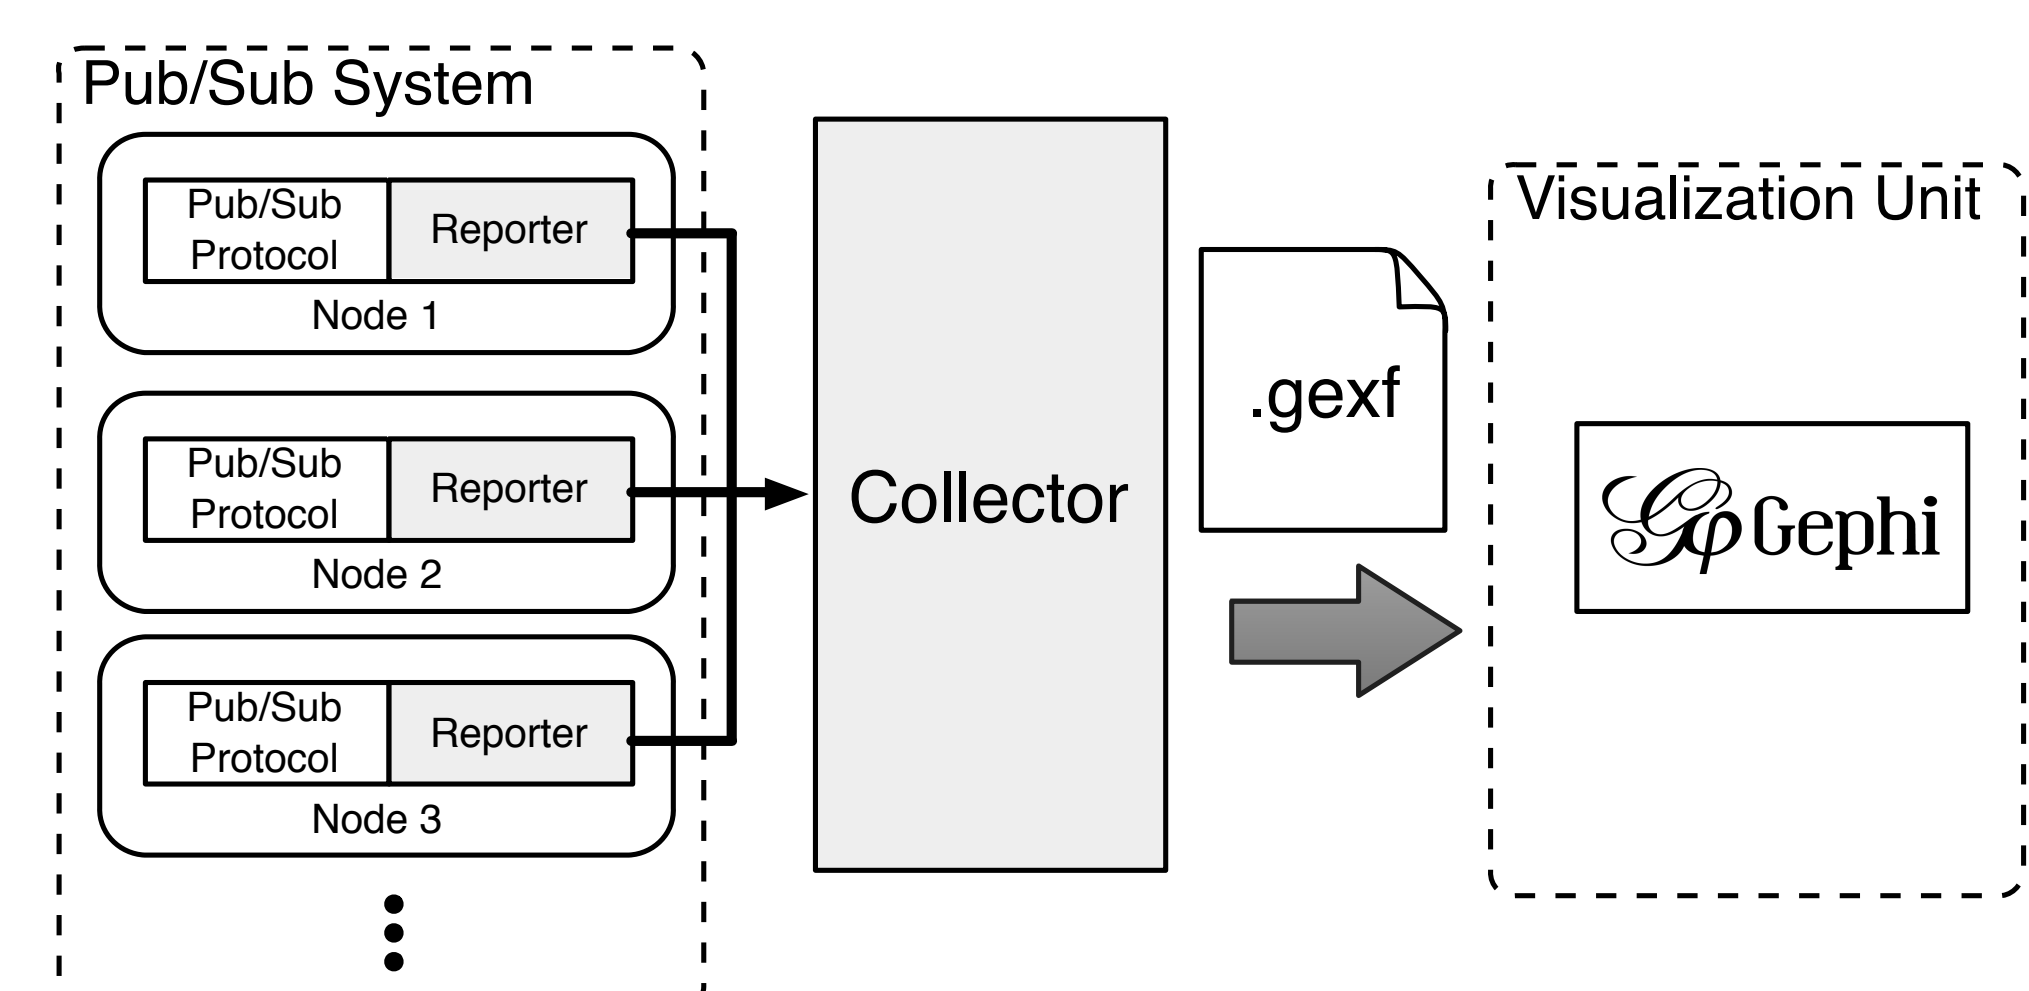 Pub/Sub System
Pub/Sub
Protocol
Reporter
Node 1
Pub/Sub
Protocol
Reporter
Node 2
Pub/Sub
Protocol
Reporter
Node 3
Collector
.gexf
Visualization Unit
Gφ Gephi